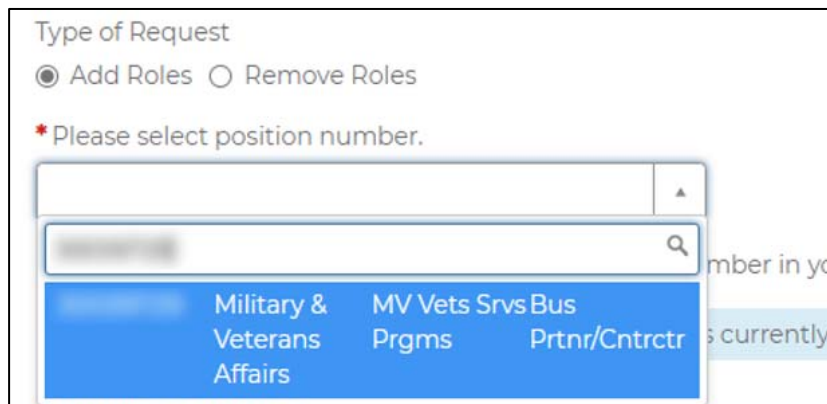 Type of Request
Add Roles Remove Roles
*Please select position number.
mber in yo
Military & Veterans Affairs MV Vets Srvs Prgms Bus Prtnr/Cntrctr
s currently